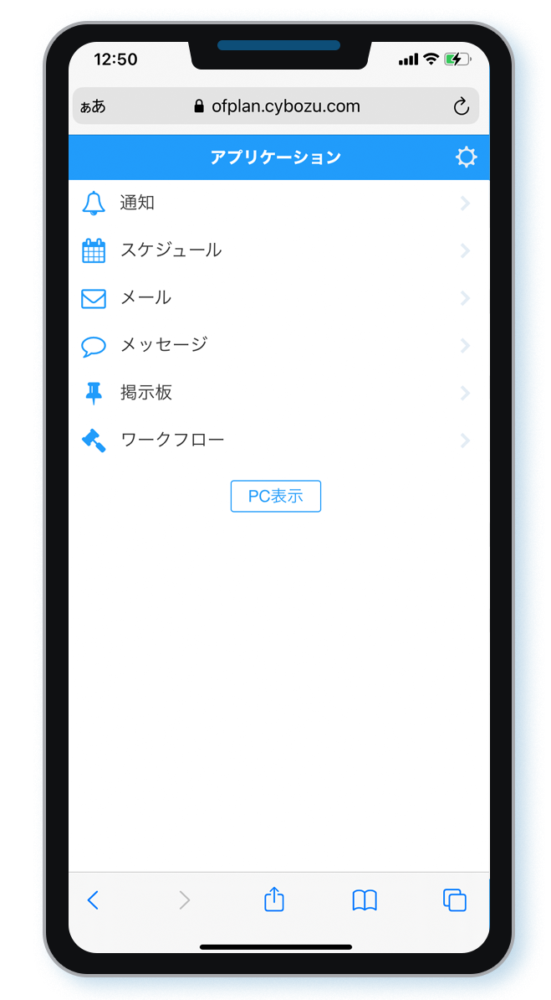 12:50
ぁあ ofplan.cybozu.com
アプリケーション
通知
スケジュール
メール
メッセージ
掲示板
ワークフロー
PC表示